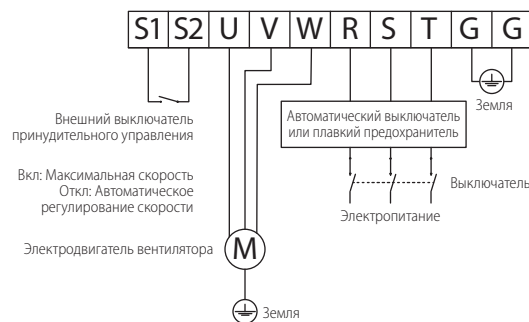 S1 S2 U V W R S T G G
Внешний выключатель
принудительного управления
Автоматический выключатель
или плавкий предохранитель
Земля
Вкл: Максимальная скорость
Откл: Автоматическое
регулирование скорости
Выключатель
Электропитание
Электродвигатель вентилятора
M
Земля